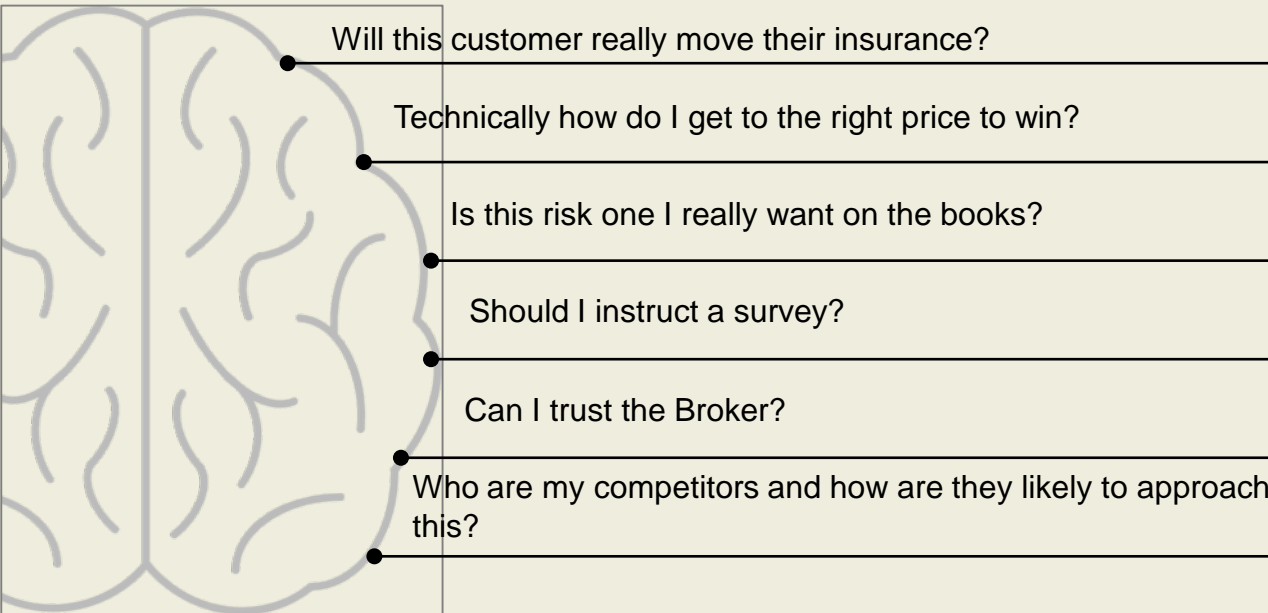 Will this customer really move their insurance?
Technically how do I get to the right price to win?
Is this risk one I really want on the books?
Should I instruct a survey?
Can I trust the Broker?
Who are my competitors and how are they likely to approach
this?